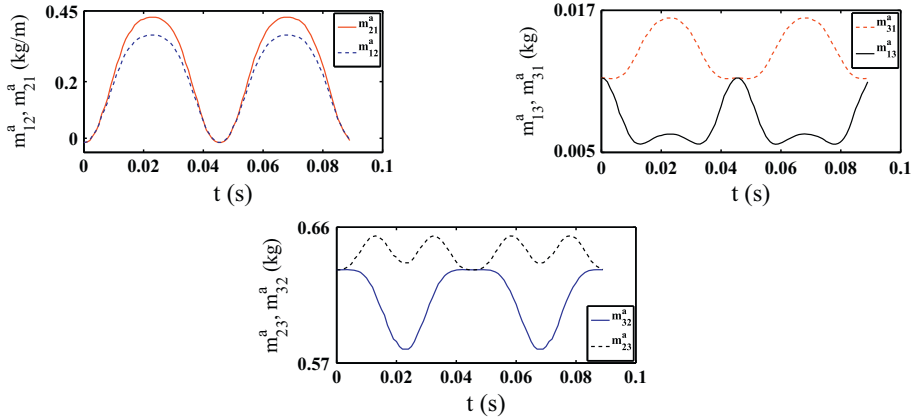 0.45
0.2
0
0 0.02 0.04 0.06 0.08 0.1
t (s)
m^a_12, m^a_21 (kg/m)
m^a_21
m^a_12
0.017
0.005
0 0.02 0.04 0.06 0.08 0.1
t (s)
m^a_13, m^a_31 (kg)
m^a_31
m^a_13
0.66
0.57
0 0.02 0.04 0.06 0.08 0.1
t (s)
m^a_23, m^a_32 (kg)
m^a_32
m^a_23